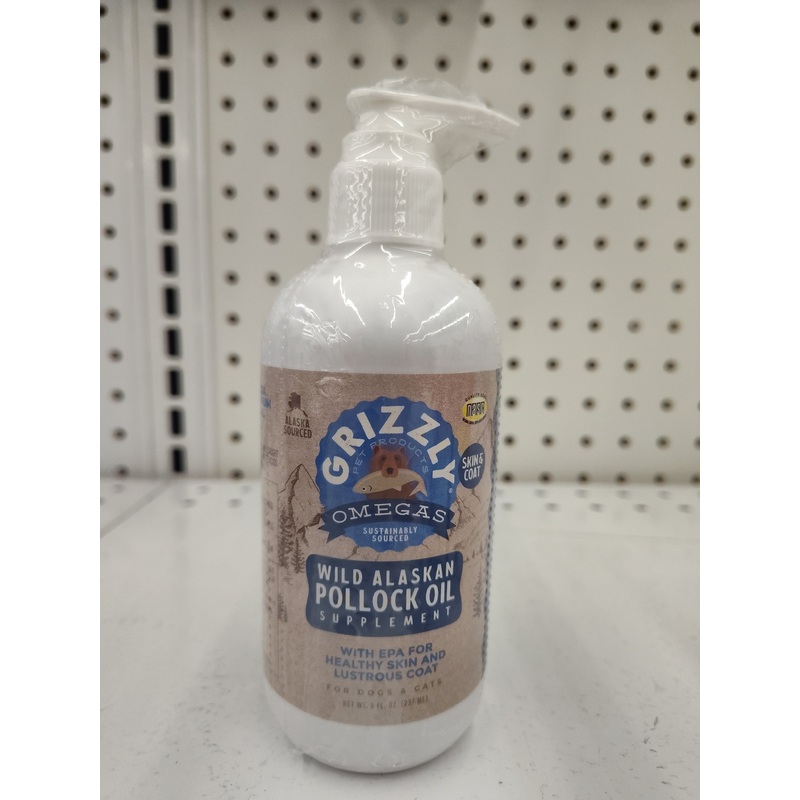 ALASKA
SOURCED
GRIZZLY
PET PRODUCTS
OMEGAS
SUSTAINABLY
SOURCED
NASC
SKIN &
COAT
WILD ALASKAN
POLLOCK OIL
SUPPLEMENT
WITH EPA FOR
HEALTHY SKIN AND
LUSTROUS COAT
FOR DOGS & CATS